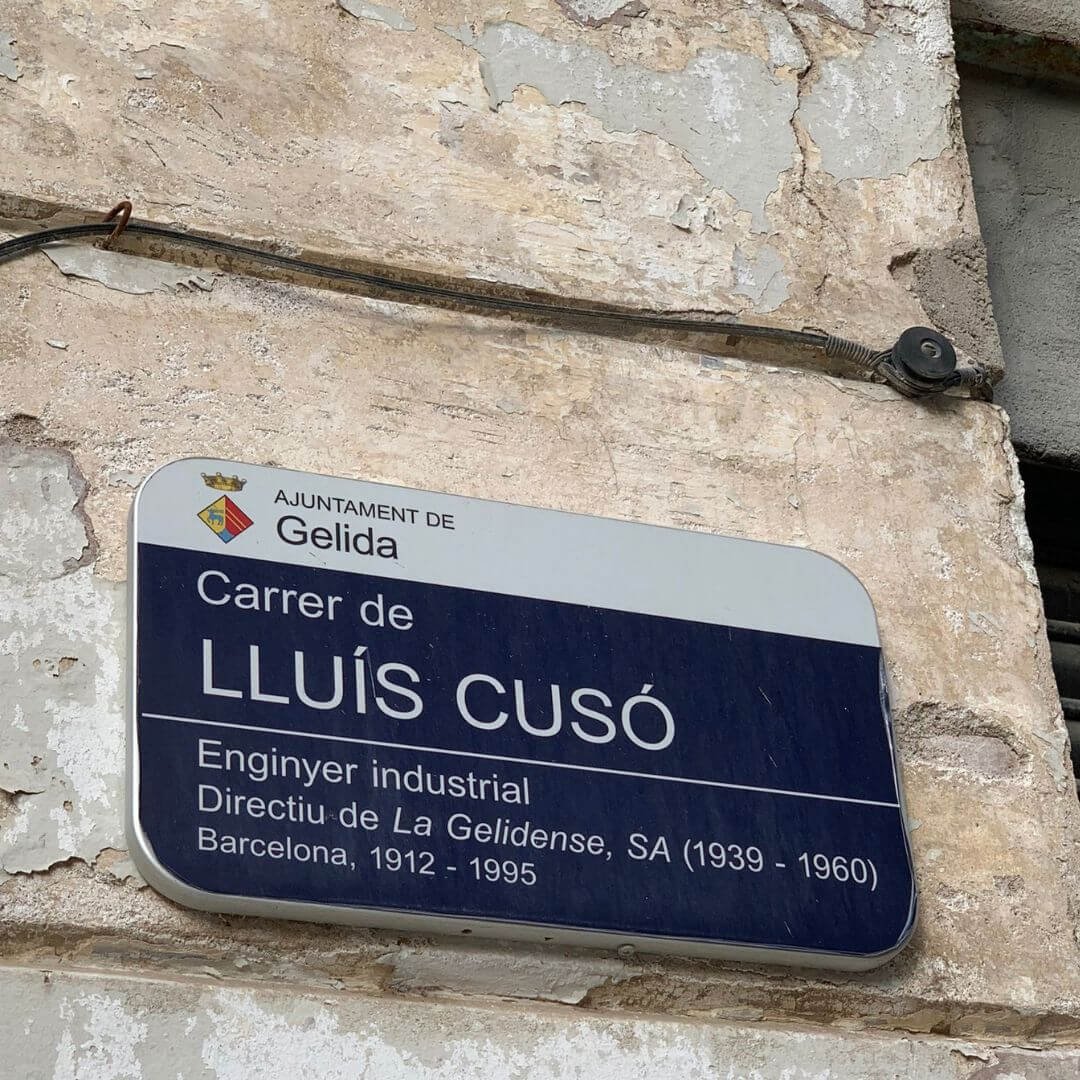 AJUNTAMENT DE
Gelida
Carrer de
LLUÍS CUSÓ
Enginyer industrial
Directiu de La Gelidense, SA (1939 - 1960)
Barcelona, 1912 - 1995